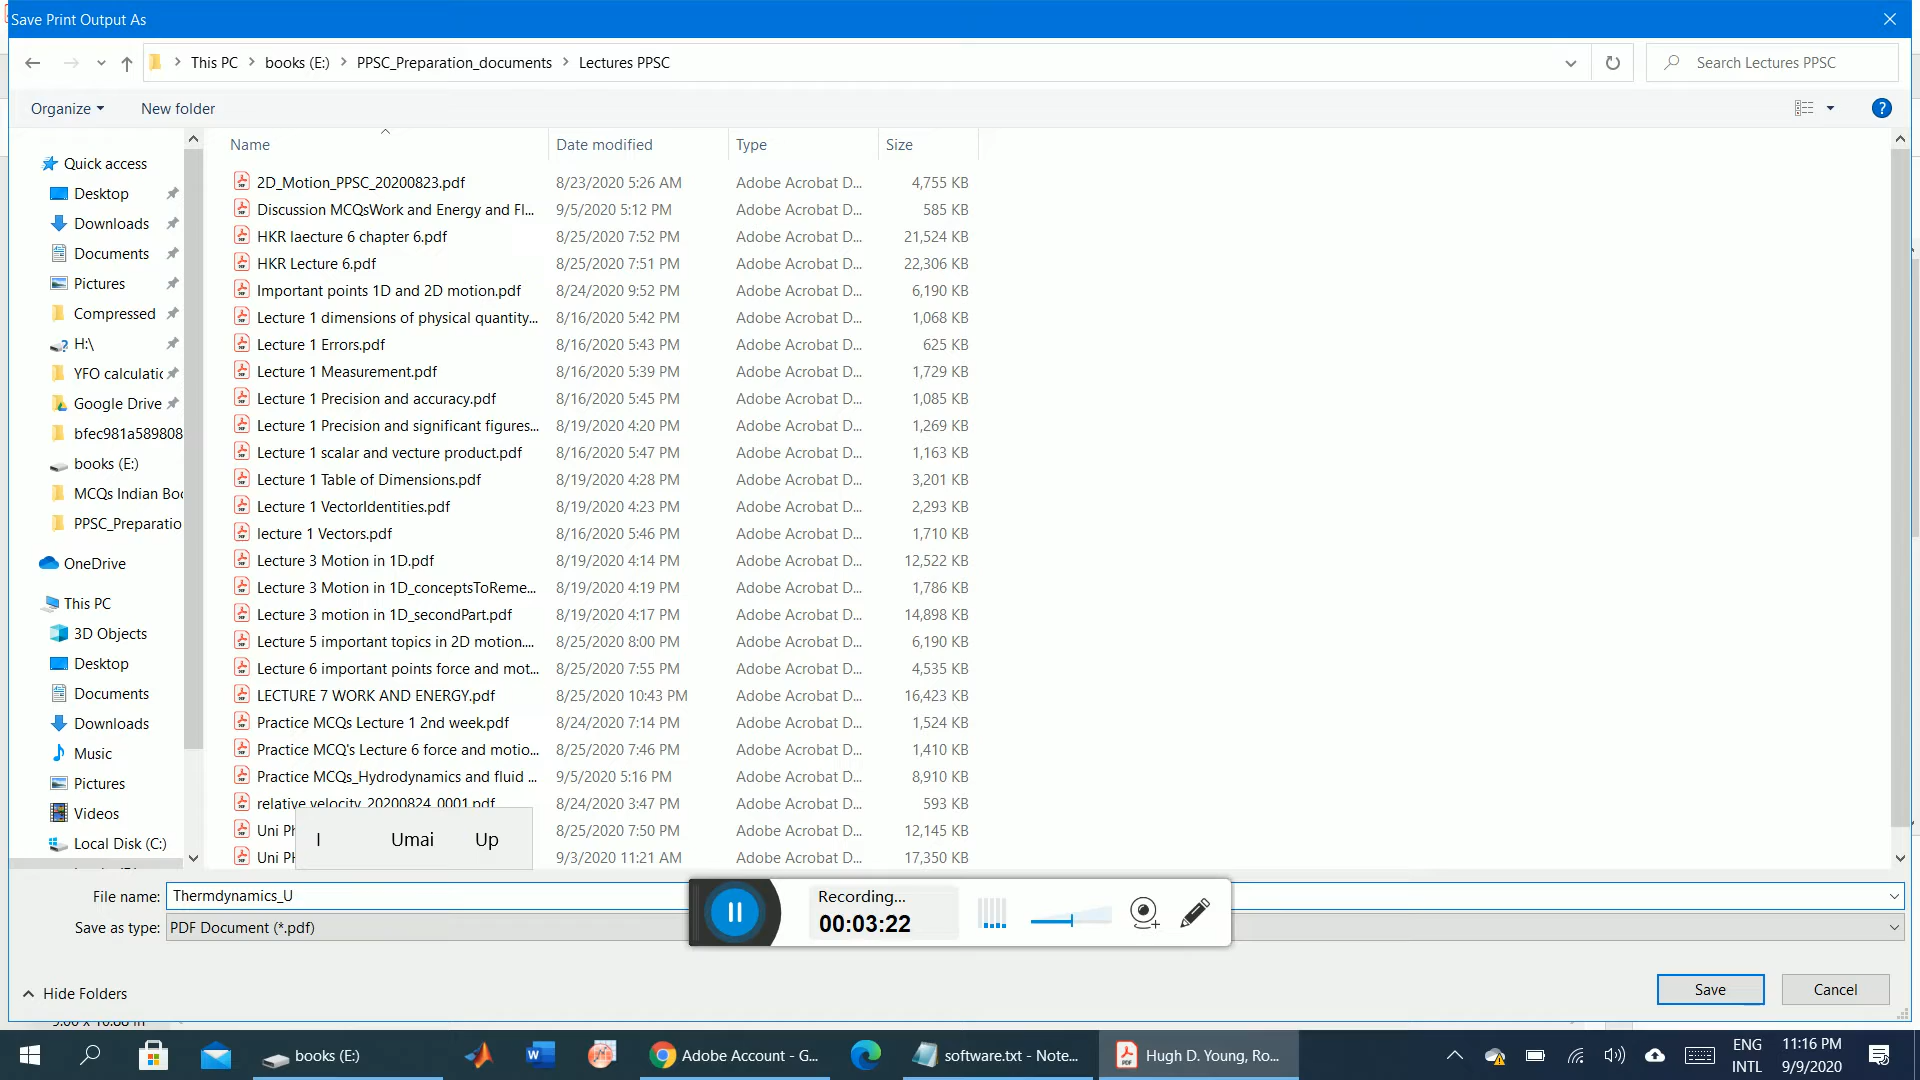 Save Print Output As
This PC > books (E:) > PPSC_Preparation_documents > Lectures PPSC
Search Lectures PPSC
Organize
New folder
Name Date modified Type Size
Quick access
Desktop
Downloads
Documents
Pictures
Compressed
H:\
YFO calculatic
Google Drive
bfec981a589808
books (E:)
MCQs Indian Boo
PPSC_Preparatio
OneDrive
This PC
3D Objects
Desktop
Documents
Downloads
Music
Pictures
Videos
Local Disk (C:)
2D_Motion_PPSC_20200823.pdf 8/23/2020 5:26 AM Adobe Acrobat D... 4,755 KB
Discussion MCQsWork and Energy and Fl... 9/5/2020 5:12 PM Adobe Acrobat D... 585 KB
HKR laecture 6 chapter 6.pdf 8/25/2020 7:52 PM Adobe Acrobat D... 21,524 KB
HKR Lecture 6.pdf 8/25/2020 7:51 PM Adobe Acrobat D... 22,306 KB
Important points 1D and 2D motion.pdf 8/24/2020 9:52 PM Adobe Acrobat D... 6,190 KB
Lecture 1 dimensions of physical quantity... 8/16/2020 5:42 PM Adobe Acrobat D... 1,068 KB
Lecture 1 Errors.pdf 8/16/2020 5:43 PM Adobe Acrobat D... 625 KB
Lecture 1 Measurement.pdf 8/16/2020 5:39 PM Adobe Acrobat D... 1,729 KB
Lecture 1 Precision and accuracy.pdf 8/16/2020 5:45 PM Adobe Acrobat D... 1,085 KB
Lecture 1 Precision and significant figures... 8/19/2020 4:20 PM Adobe Acrobat D... 1,269 KB
Lecture 1 scalar and vecture product.pdf 8/16/2020 5:47 PM Adobe Acrobat D... 1,163 KB
Lecture 1 Table of Dimensions.pdf 8/19/2020 4:28 PM Adobe Acrobat D... 3,201 KB
Lecture 1 VectorIdentities.pdf 8/19/2020 4:23 PM Adobe Acrobat D... 2,293 KB
lecture 1 Vectors.pdf 8/16/2020 5:46 PM Adobe Acrobat D... 1,710 KB
Lecture 3 Motion in 1D.pdf 8/19/2020 4:14 PM Adobe Acrobat D... 12,522 KB
Lecture 3 Motion in 1D_conceptsToReme... 8/19/2020 4:19 PM Adobe Acrobat D... 1,786 KB
Lecture 3 motion in 1D_secondPart.pdf 8/19/2020 4:17 PM Adobe Acrobat D... 14,898 KB
Lecture 5 important topics in 2D motion.... 8/25/2020 8:00 PM Adobe Acrobat D... 6,190 KB
Lecture 6 important points force and mot... 8/25/2020 7:55 PM Adobe Acrobat D... 4,535 KB
LECTURE 7 WORK AND ENERGY.pdf 8/25/2020 10:43 PM Adobe Acrobat D... 16,423 KB
Practice MCQs Lecture 1 2nd week.pdf 8/24/2020 7:14 PM Adobe Acrobat D... 1,524 KB
Practice MCQ's Lecture 6 force and motio... 8/25/2020 7:46 PM Adobe Acrobat D... 1,410 KB
Practice MCQs_Hydrodynamics and fluid ... 9/5/2020 5:16 PM Adobe Acrobat D... 8,910 KB
relative velocity_20200824_0001.pdf 8/24/2020 3:47 PM Adobe Acrobat D... 593 KB
Uni Ph 8/25/2020 7:50 PM Adobe Acrobat D... 12,145 KB
Uni Ph 9/3/2020 11:21 AM Adobe Acrobat D... 17,350 KB
I Umai Up
File name: Thermdynamics_U
Save as type: PDF Document (*.pdf)
Recording...
00:03:22
Hide Folders
Save
Cancel
books (E:)
Adobe Account - G...
software.txt - Note...
Hugh D. Young, Ro...
ENG
INTL
11:16 PM
9/9/2020